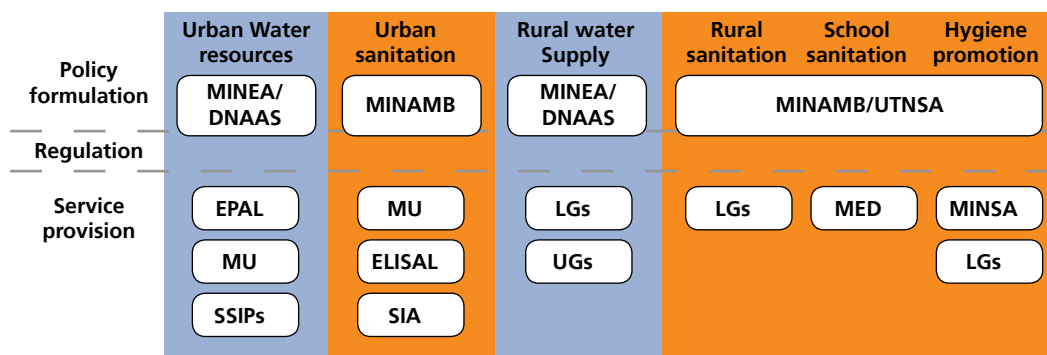 Urban Water
resources
Urban
sanitation
Rural water
Supply
Rural
sanitation
School
sanitation
Hygiene
promotion
Policy
formulation
MINEA/
DNAAS
MINAMB
MINEA/
DNAAS
MINAMB/UTNSA
Regulation
Service
provision
EPAL
MU
LGs
LGs
MED
MINSA
MU
ELISAL
UGs
LGs
SSIPs
SIA